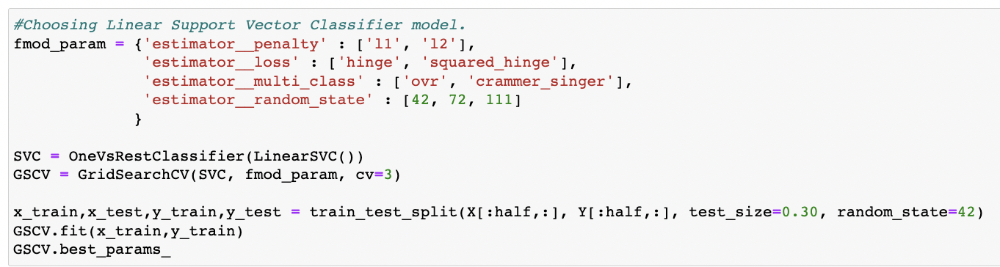 #Choosing Linear Support Vector Classifier model.
fmod_param = {'estimator__penalty' : ['l1', 'l2'],
              'estimator__loss' : ['hinge', 'squared_hinge'],
              'estimator__multi_class' : ['ovr', 'crammer_singer'],
              'estimator__random_state' : [42, 72, 111]
             }
SVC = OneVsRestClassifier(LinearSVC())
GSCV = GridSearchCV(SVC, fmod_param, cv=3)
x_train,x_test,y_train,y_test = train_test_split(X[:half,:], Y[:half,:], test_size=0.30, random_state=42)
GSCV.fit(x_train,y_train)
GSCV.best_params_